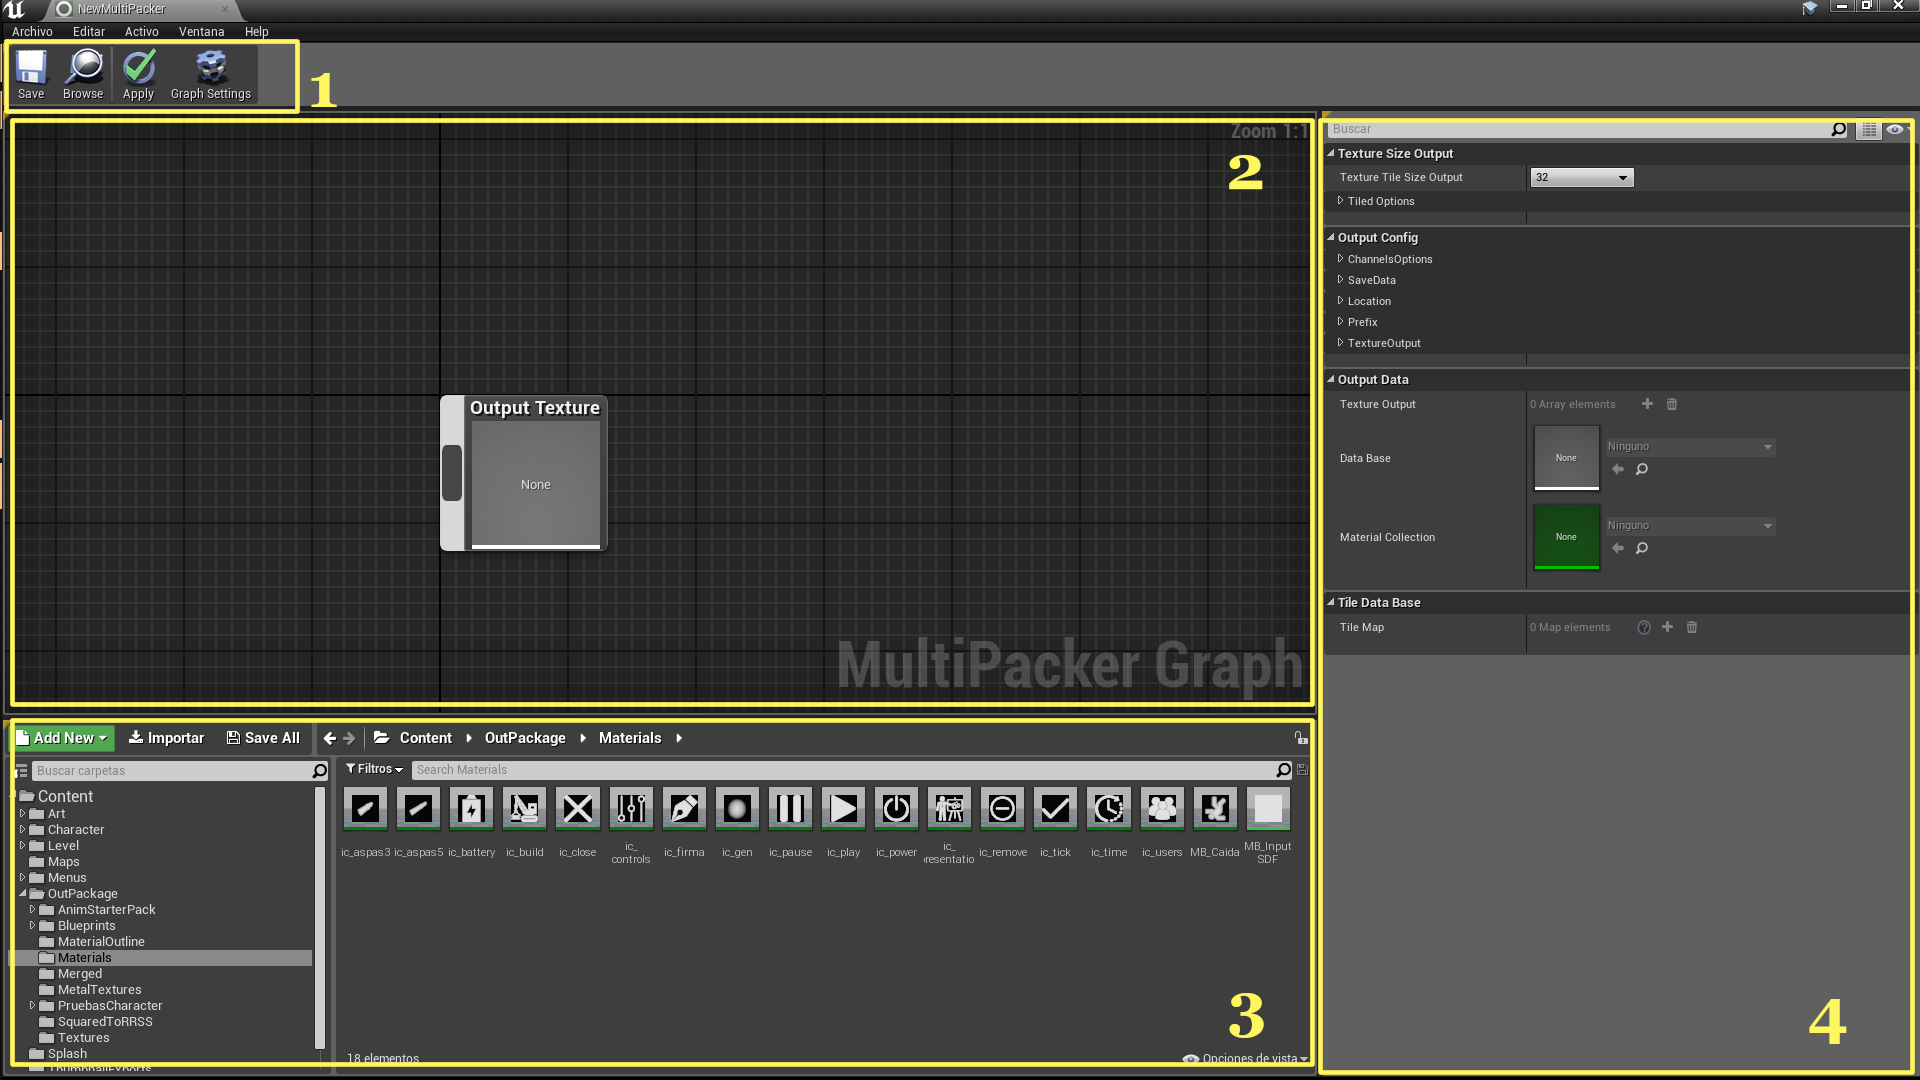 NewMultiPacker
Archivo Editar Activo Ventana Help
Save Browse Apply Graph Settings
1
Zoom 1:1
2
Output Texture
None
MultiPacker Graph
Add New Importar Save All Content OutPackage Materials
Buscar carpetas
Content
Art
Character
Level
Maps
Menus
OutPackage
AnimStarterPack
Blueprints
MaterialOutline
Materials
Merged
MetalTextures
PruebasCharacter
SquaredToRRSS
Textures
Splash
ThumbnailExports
Filtros Search Materials
ic_aspas3 ic_aspas5 ic_battery ic_build ic_close ic_controls ic_firma ic_gen ic_pause ic_play ic_power ic_resentatio ic_remove ic_tick ic_time ic_users MB_Caida MB_Input SDF
18 elementos
Opciones de vista
3
Buscar
Texture Size Output
Texture Tile Size Output 32
Tiled Options
Output Config
ChannelsOptions
SaveData
Location
Prefix
TextureOutput
Output Data
Texture Output 0 Array elements
Data Base None Ninguno
Material Collection None Ninguno
Tile Data Base
Tile Map 0 Map elements
4